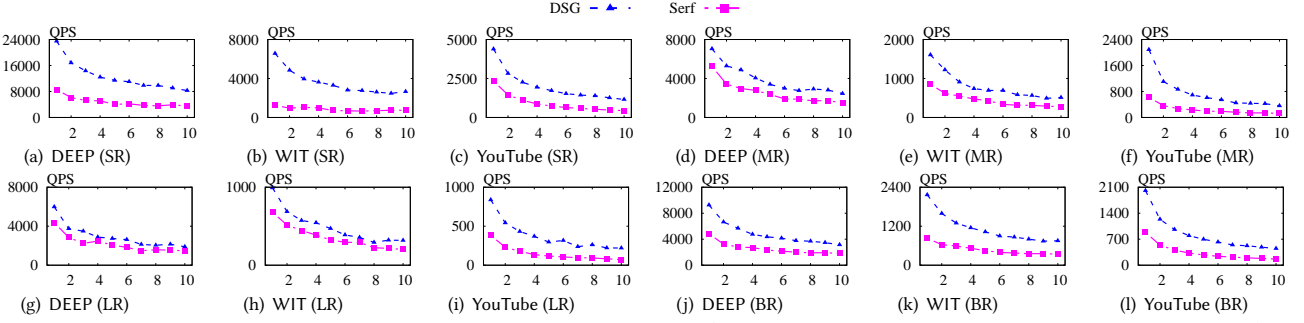 DSG Serf
QPS QPS QPS QPS QPS QPS
24000 8000 5000 8000 2000 2400
16000 4000 2500 4000 1000 1600
8000 800
0 0 0 0 0 0
2 4 6 8 10 2 4 6 8 10 2 4 6 8 10 2 4 6 8 10 2 4 6 8 10 2 4 6 8 10
(a) DEEP (SR) (b) WIT (SR) (c) YouTube (SR) (d) DEEP (MR) (e) WIT (MR) (f) YouTube (MR)
QPS QPS QPS QPS QPS QPS
8000 1000 1000 12000 2400 2100
4000 500 500 8000 1200 1400
4000 700
0 0 0 0 0 0
2 4 6 8 10 2 4 6 8 10 2 4 6 8 10 2 4 6 8 10 2 4 6 8 10 2 4 6 8 10
(g) DEEP (LR) (h) WIT (LR) (i) YouTube (LR) (j) DEEP (BR) (k) WIT (BR) (l) YouTube (BR)